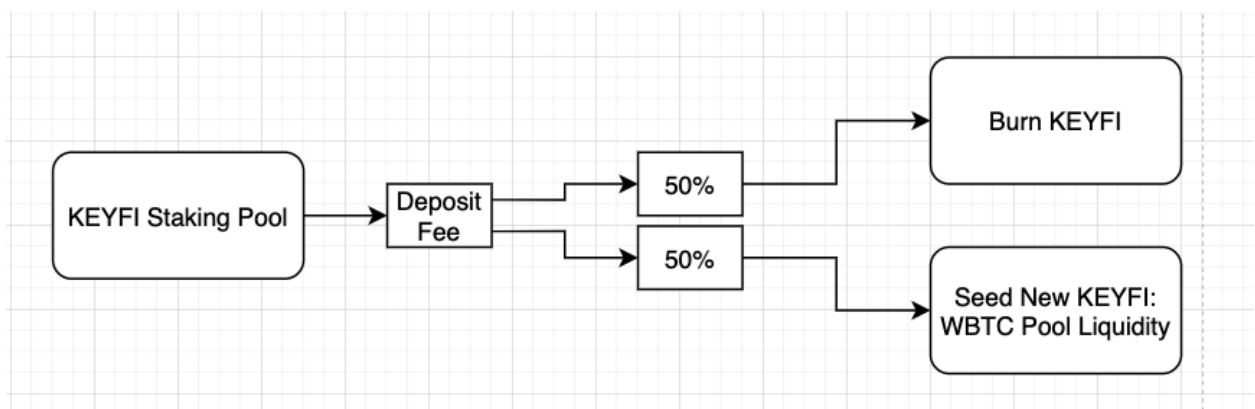 KEYFI Staking Pool
Deposit
Fee
50%
50%
Burn KEYFI
Seed New KEYFI:
WBTC Pool Liquidity